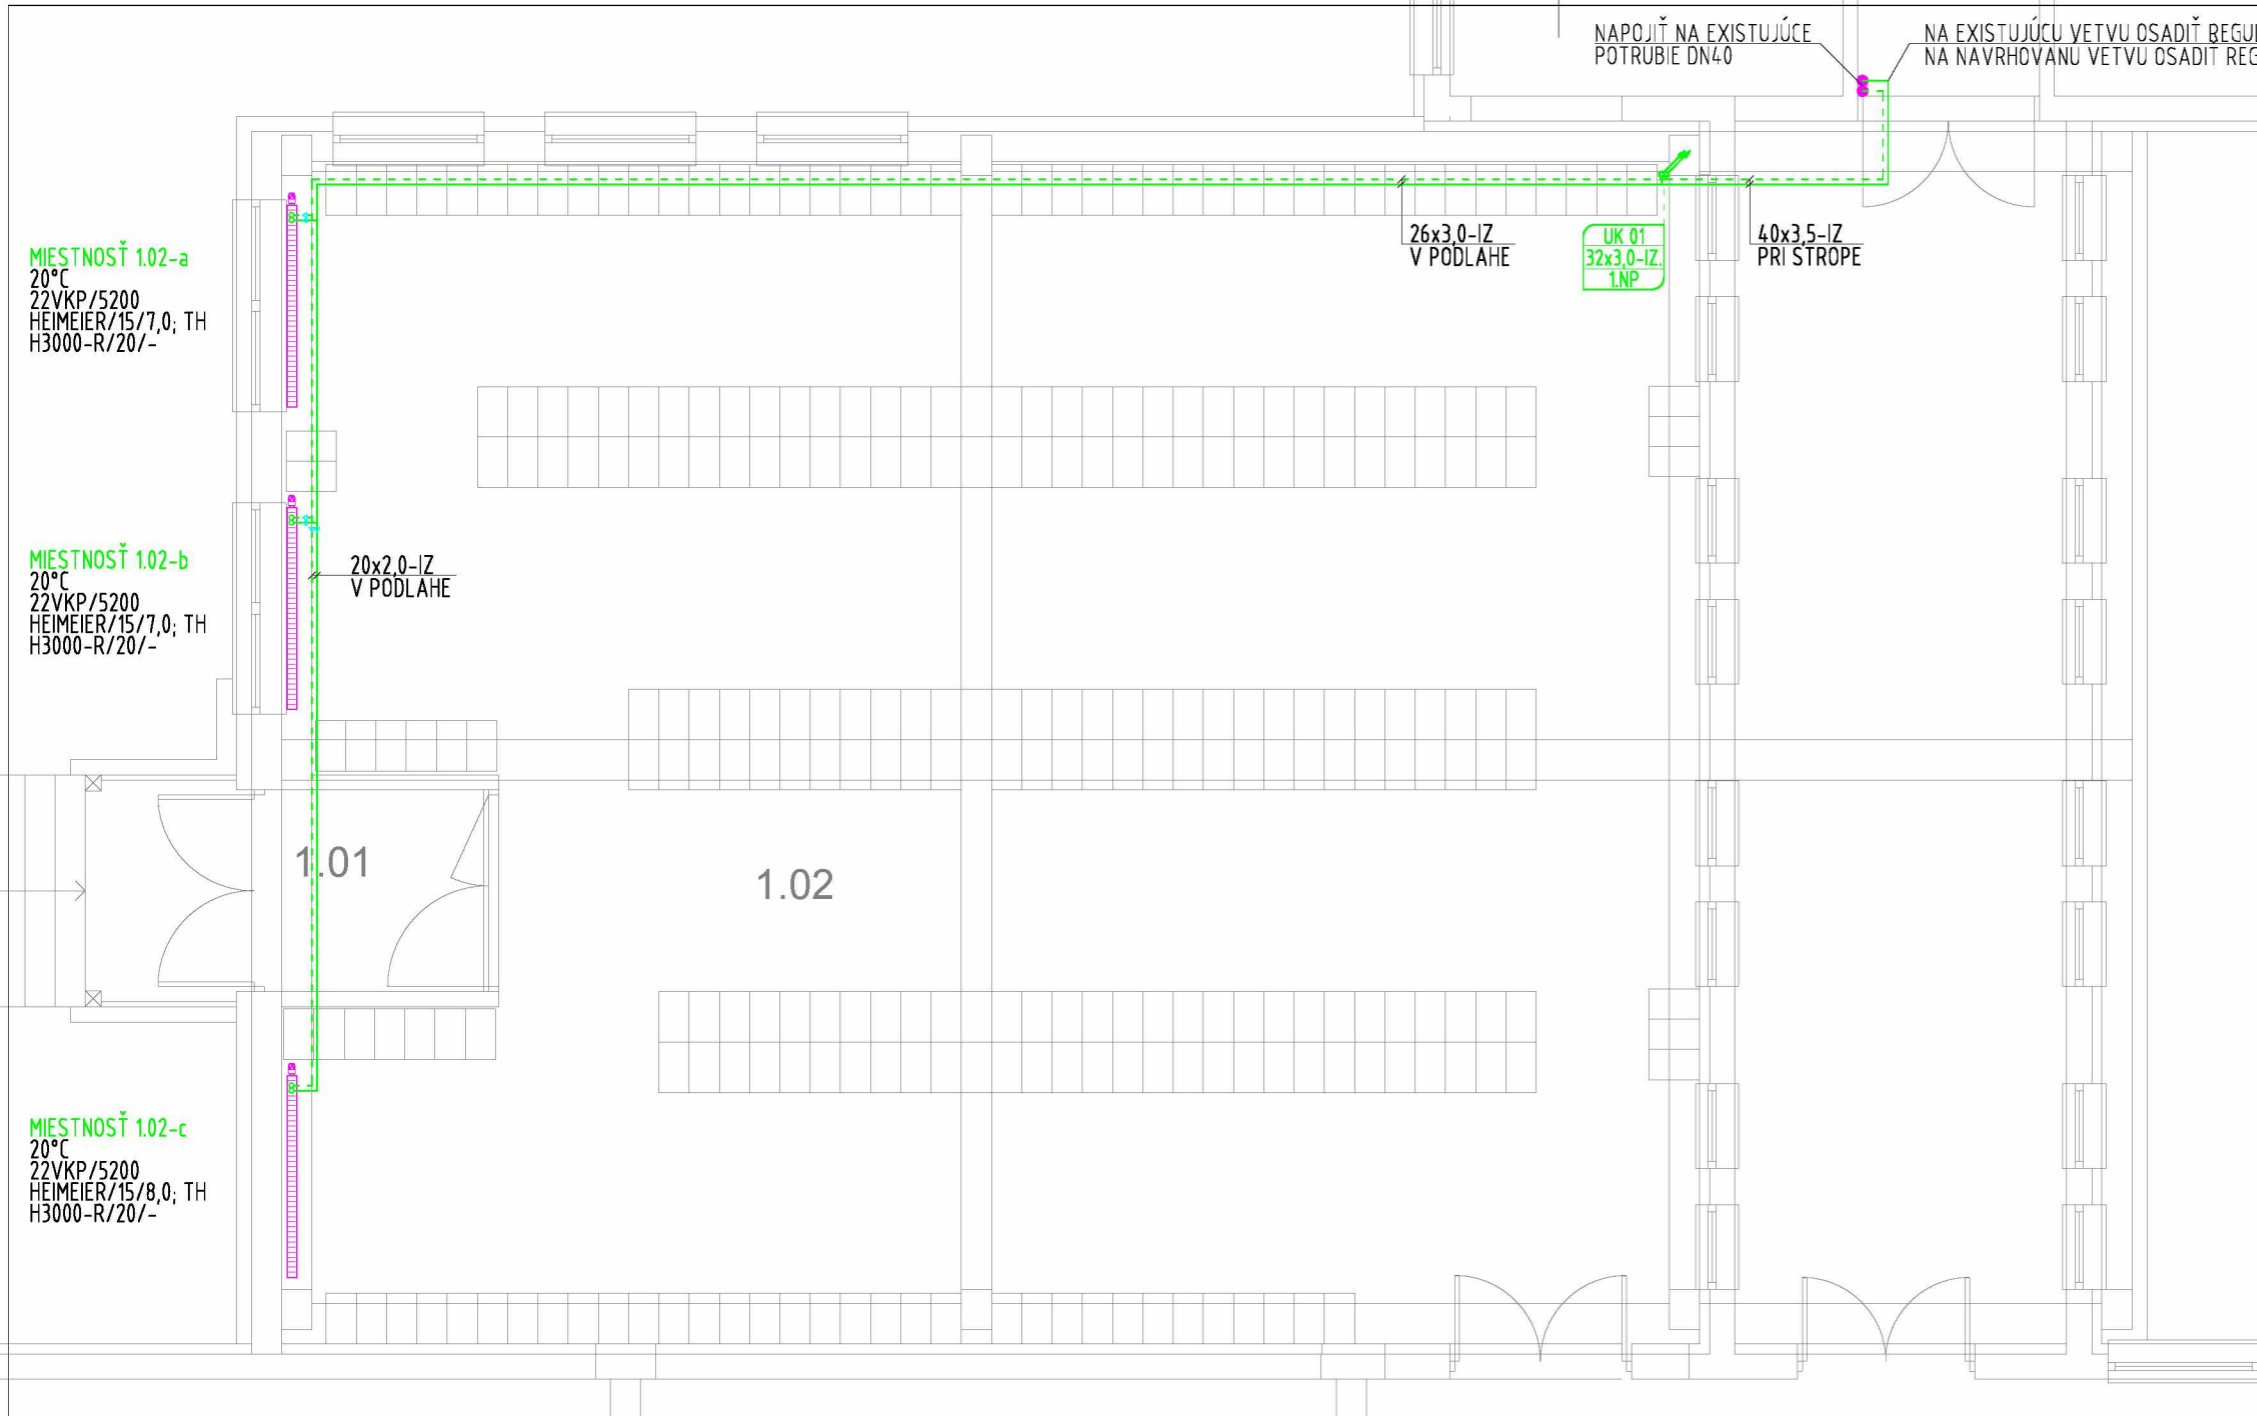 NAPOJIŤ NA EXISTUJÚCE
POTRUBIE DN40
NA EXISTUJÚCU VETVU OSADIŤ
NA NAVRHOVANÚ VETVU OSADIŤ
26x3,0-IZ
V PODLAHE
UK 01
32x3,0-IZ.
1.NP
40x3,5-IZ
PRI STROPE
MIESTNOSŤ 1.02-a
20°C
22VKP/5200
HEIMEIER/15/7,0; TH
H3000-R/20/-
MIESTNOSŤ 1.02-b
20°C
22VKP/5200
HEIMEIER/15/7,0; TH
H3000-R/20/-
20x2,0-IZ
V PODLAHE
1.01
1.02
MIESTNOSŤ 1.02-c
20°C
22VKP/5200
HEIMEIER/15/8,0; TH
H3000-R/20/-